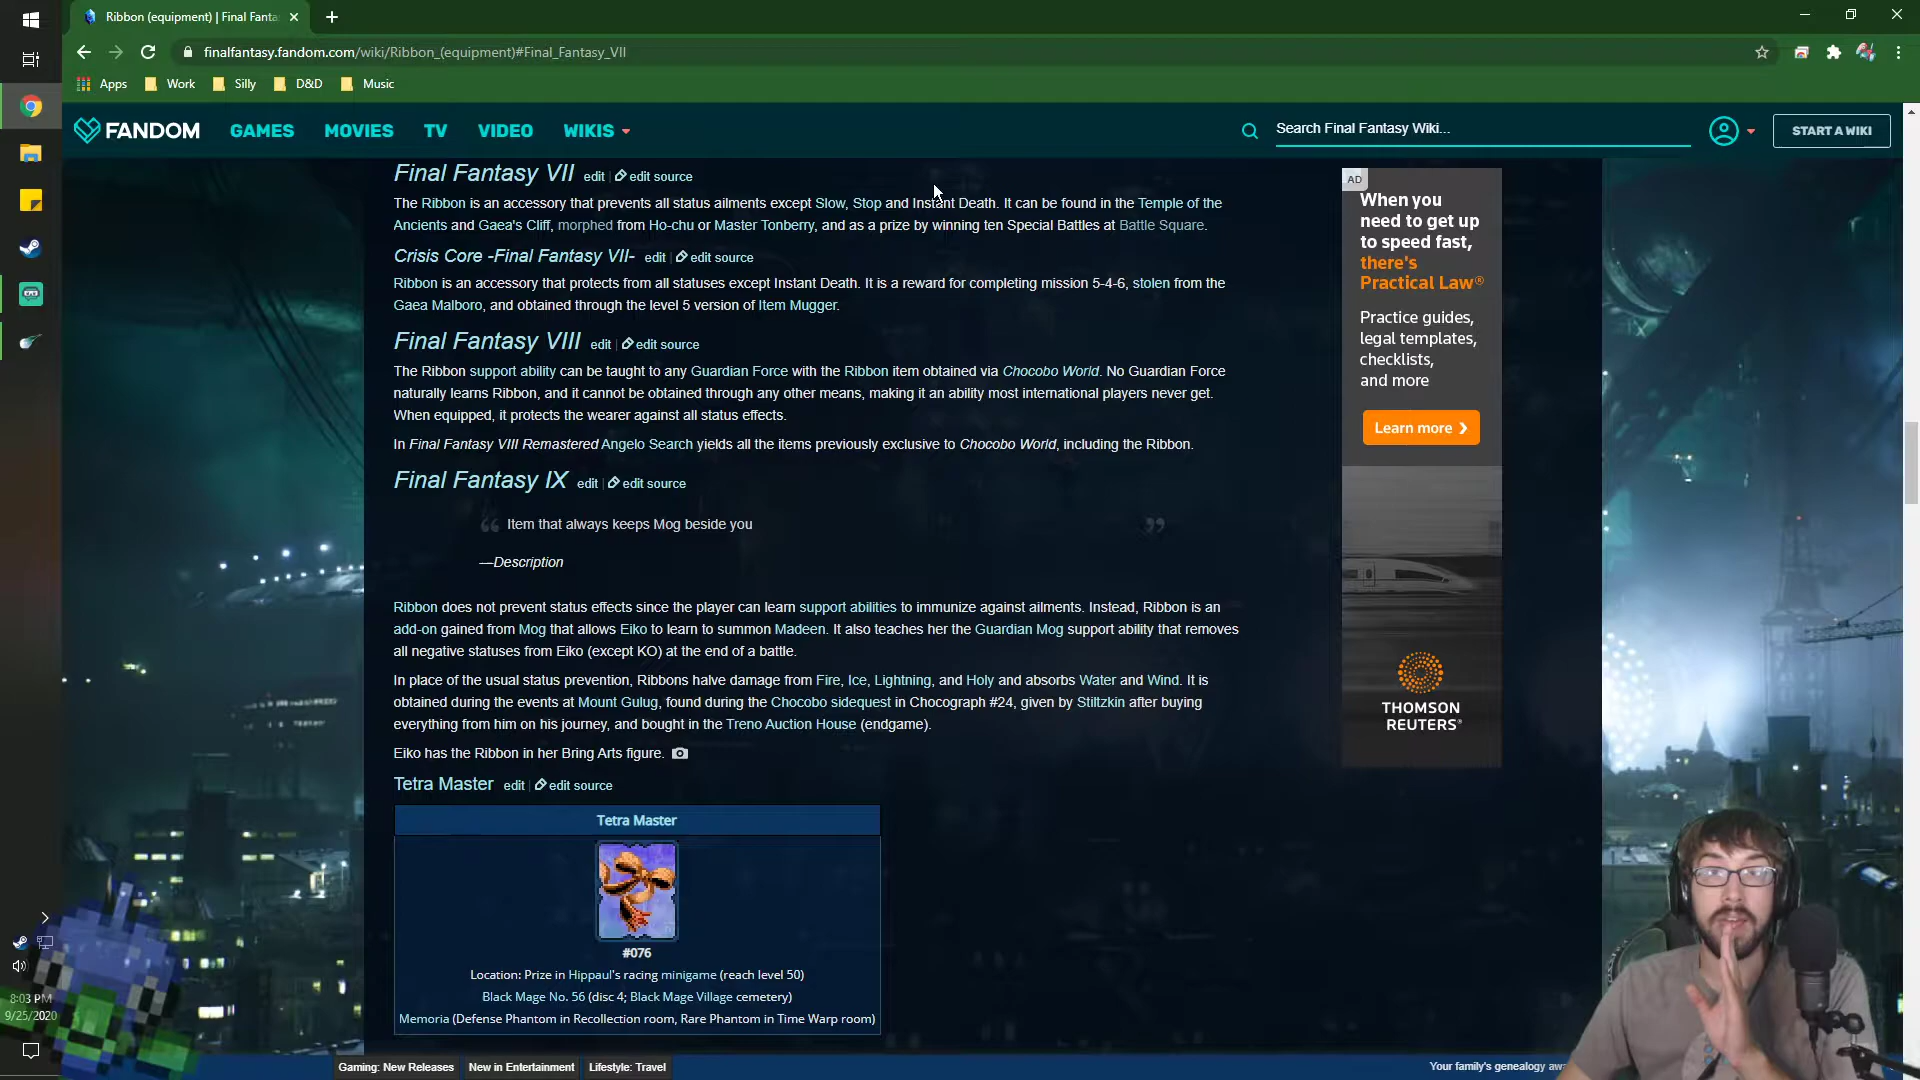 Ribbon (equipment) | Final Fanta
finalfantasy.fandom.com/wiki/Ribbon_(equipment)#Final_Fantasy_VII
Apps Work Silly D&D Music
FANDOM GAMES MOVIES TV VIDEO WIKIS Search Final Fantasy Wiki... START A WIKI
Final Fantasy VII edit edit source
The Ribbon is an accessory that prevents all status ailments except Slow, Stop and Instant Death. It can be found in the Temple of the
Ancients and Gaea's Cliff, morphed from Ho-chu or Master Tonberry, and as a prize by winning ten Special Battles at Battle Square.
Crisis Core -Final Fantasy VII- edit edit source
Ribbon is an accessory that protects from all statuses except Instant Death. It is a reward for completing mission 5-4-6, stolen from the
Gaea Malboro, and obtained through the level 5 version of Item Mugger.
Final Fantasy VIII edit edit source
The Ribbon support ability can be taught to any Guardian Force with the Ribbon item obtained via Chocobo World. No Guardian Force
naturally learns Ribbon, and it cannot be obtained through any other means, making it an ability most international players never get.
When equipped, it protects the wearer against all status effects.
In Final Fantasy VIII Remastered Angelo Search yields all the items previously exclusive to Chocobo World, including the Ribbon.
Final Fantasy IX edit edit source
“ Item that always keeps Mog beside you ”
—Description
Ribbon does not prevent status effects since the player can learn support abilities to immunize against ailments. Instead, Ribbon is an
add-on gained from Mog that allows Eiko to learn to summon Madeen. It also teaches her the Guardian Mog support ability that removes
all negative statuses from Eiko (except KO) at the end of a battle.
In place of the usual status prevention, Ribbons halve damage from Fire, Ice, Lightning, and Holy and absorbs Water and Wind. It is
obtained during the events at Mount Gulug, found during the Chocobo sidequest in Chocograph #24, given by Stiltzkin after buying
everything from him on his journey, and bought in the Treno Auction House (endgame).
Eiko has the Ribbon in her Bring Arts figure.
Tetra Master edit edit source
Tetra Master
#076
Location: Prize in Hippaul's racing minigame (reach level 50)
Black Mage No. 56 (disc 4; Black Mage Village cemetery)
Memoria (Defense Phantom in Recollection room, Rare Phantom in Time Warp room)
AD
When you
need to get up
to speed fast,
there's
Practical Law®
Practice guides,
legal templates,
checklists,
and more
Learn more
THOMSON
REUTERS®
8:03 PM
9/25/2020
Gaming: New Releases New in Entertainment Lifestyle: Travel
Your family's genealogy